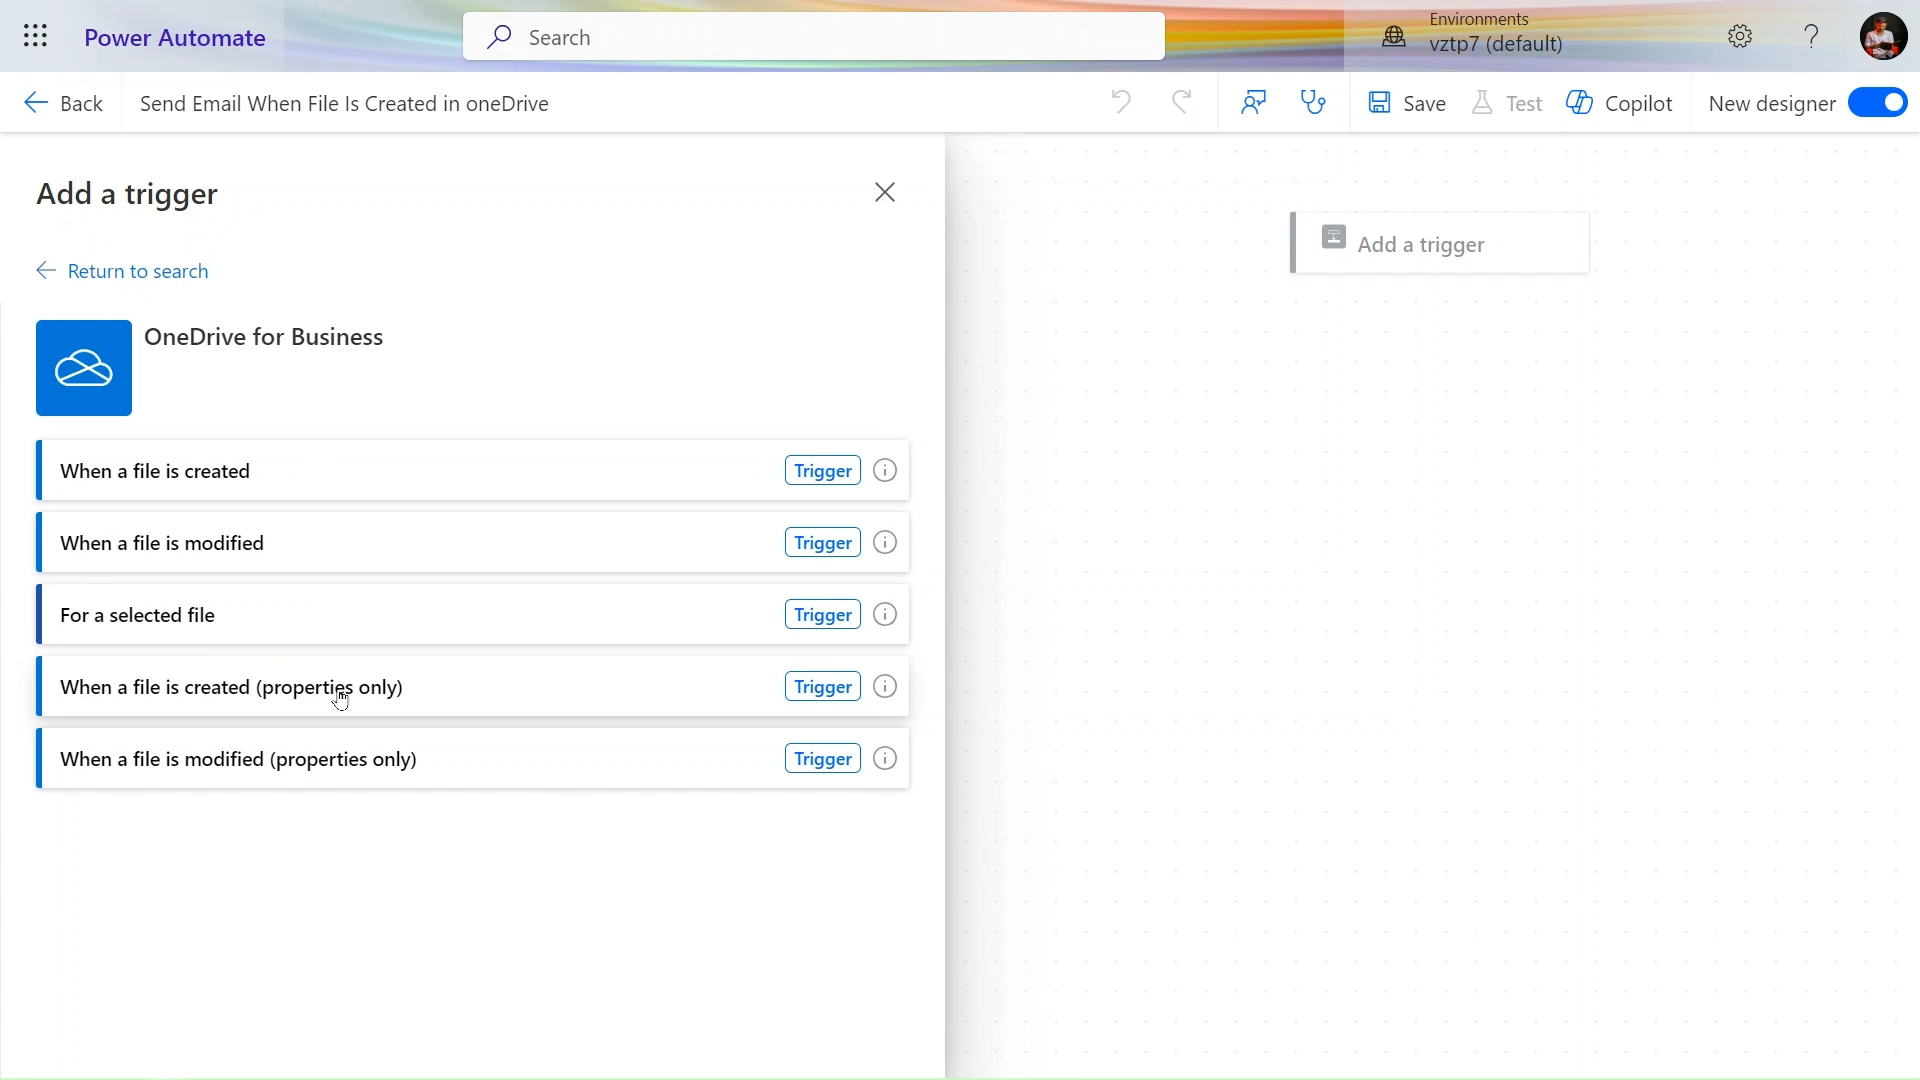 Power Automate
Search
Environments
vztp7 (default)
?
Back
Send Email When File Is Created in oneDrive
Save
Test
Copilot
New designer
Add a trigger
Return to search
OneDrive for Business
When a file is created
Trigger
When a file is modified
Trigger
For a selected file
Trigger
When a file is created (properties only)
Trigger
When a file is modified (properties only)
Trigger
Add a trigger